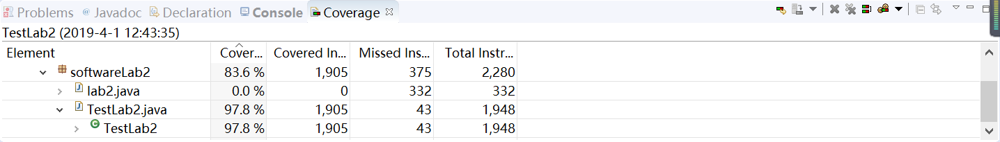 Problems @ Javadoc Declaration Console Coverage
TestLab2 (2019-4-1 12:43:35)
Element Cover... Covered In... Missed Ins... Total Instr...
softwareLab2 83.6 % 1,905 375 2,280
lab2.java 0.0 % 0 332 332
TestLab2.java 97.8 % 1,905 43 1,948
TestLab2 97.8 % 1,905 43 1,948